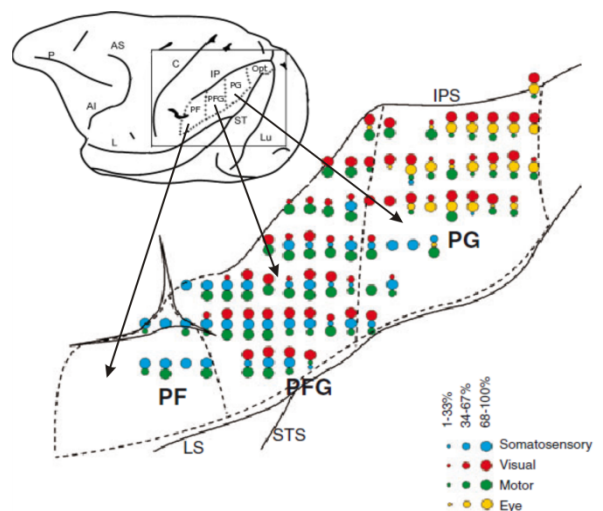 P
AS
AI
L
C
IP
PF
PFG
PG
Opt
ST
Lu
IPS
PG
PF
PFG
LS
STS
1-33%
34-67%
68-100%
Somatosensory
Visual
Motor
Eye